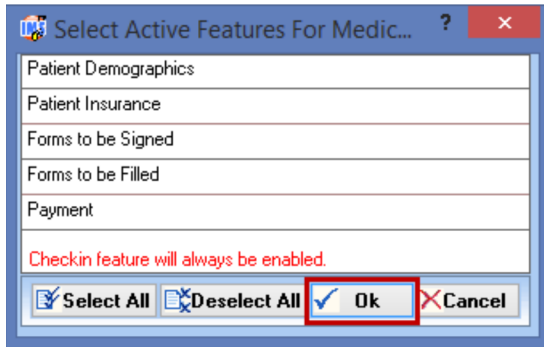 IMS Select Active Features For Medic... ? ×
Patient Demographics
Patient Insurance
Forms to be Signed
Forms to be Filled
Payment
Checkin feature will always be enabled.
Select All Deselect All Ok Cancel